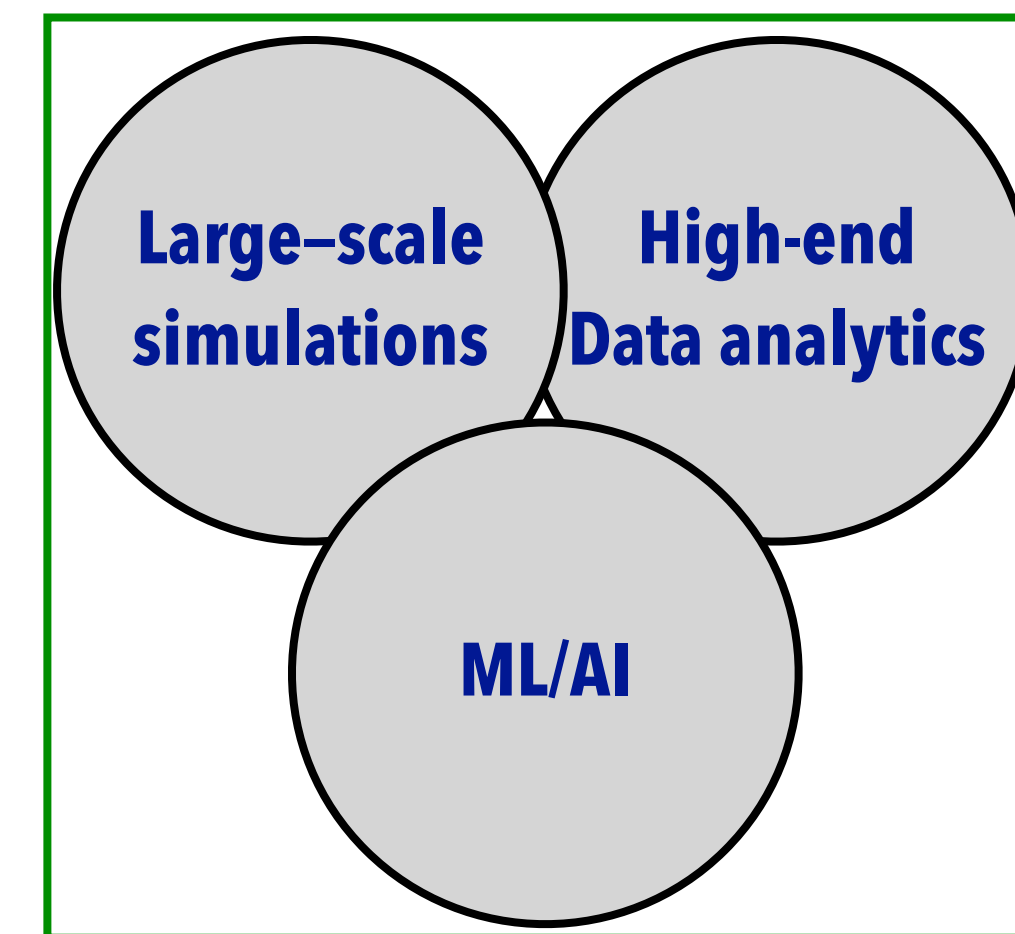 Large–scale
simulations
High-end
Data analytics
ML/AI